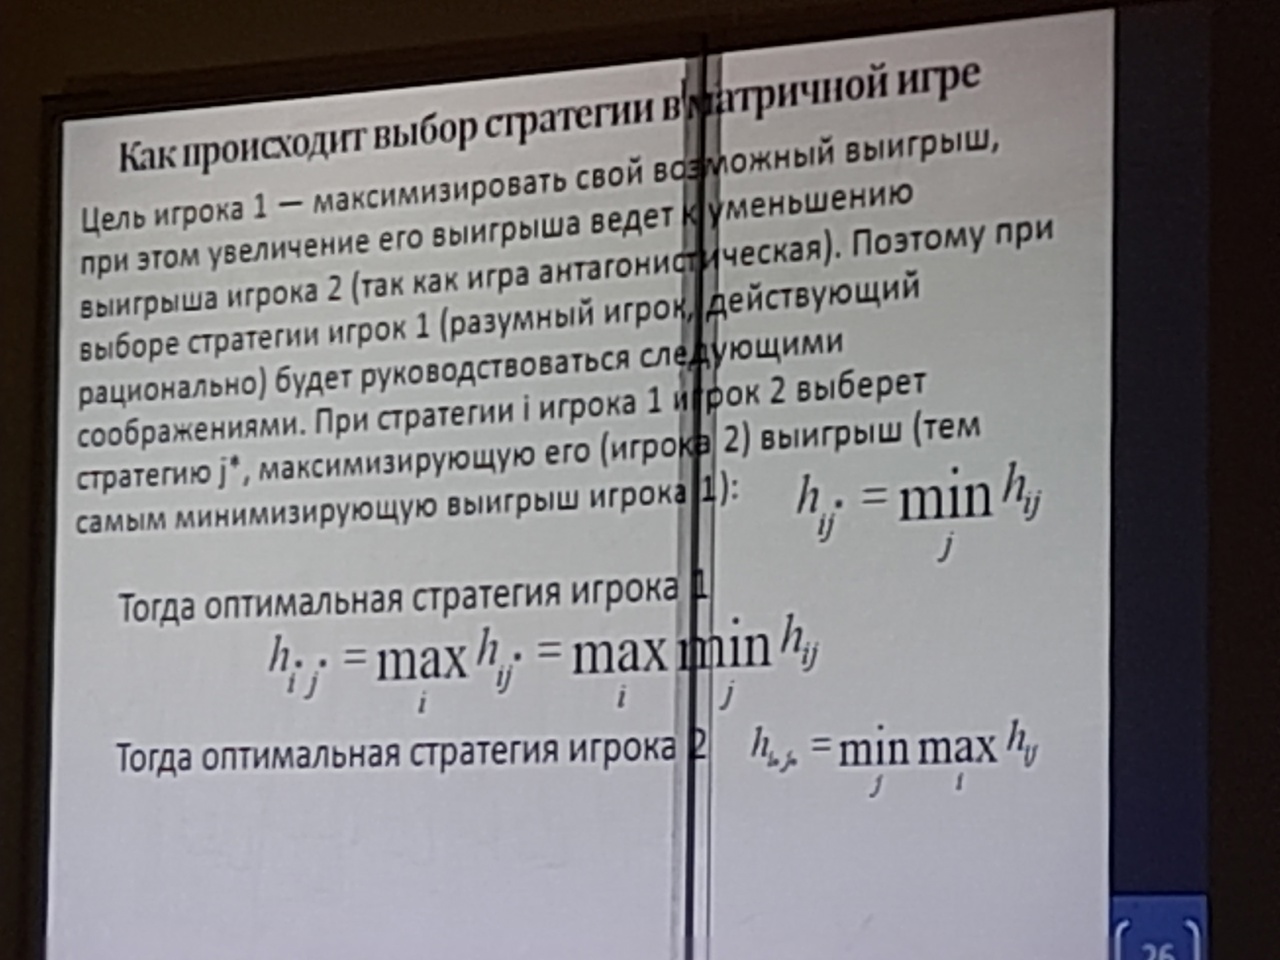 Как происходит выбор стратегии в матричной игре
Цель игрока 1 — максимизировать свой возможный выигрыш,
при этом увеличение его выигрыша ведет к уменьшению
выигрыша игрока 2 (так как игра антагонистическая). Поэтому при
выборе стратегии игрок 1 (разумный игрок, действующий
рационально) будет руководствоваться следующими
соображениями. При стратегии i игрока 1 игрок 2 выберет
стратегию j*, максимизирующую его (игрока 2) выигрыш (тем
самым минимизирующую выигрыш игрока 1): h_{ij*} = min_j h_{ij}
Тогда оптимальная стратегия игрока 1
h_{i*j*} = max_i h_{ij*} = max_i min_j h_{ij}
Тогда оптимальная стратегия игрока 2 h_{i** j**} = min_j max_i h_{ij}
26